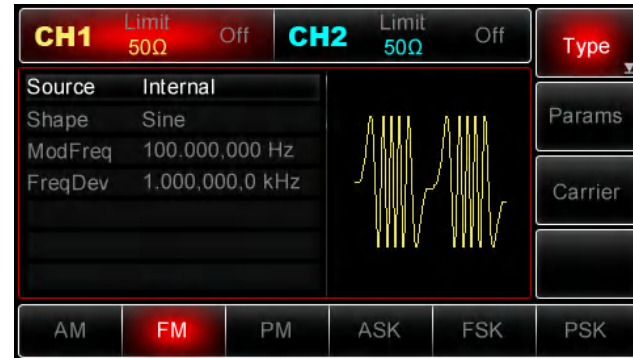 CH1 Limit 50Ω Off CH2 Limit 50Ω Off Type
Source Internal
Shape Sine
ModFreq 100.000,000 Hz
FreqDev 1.000,000,0 kHz
Params
Carrier
AM FM PM ASK FSK PSK